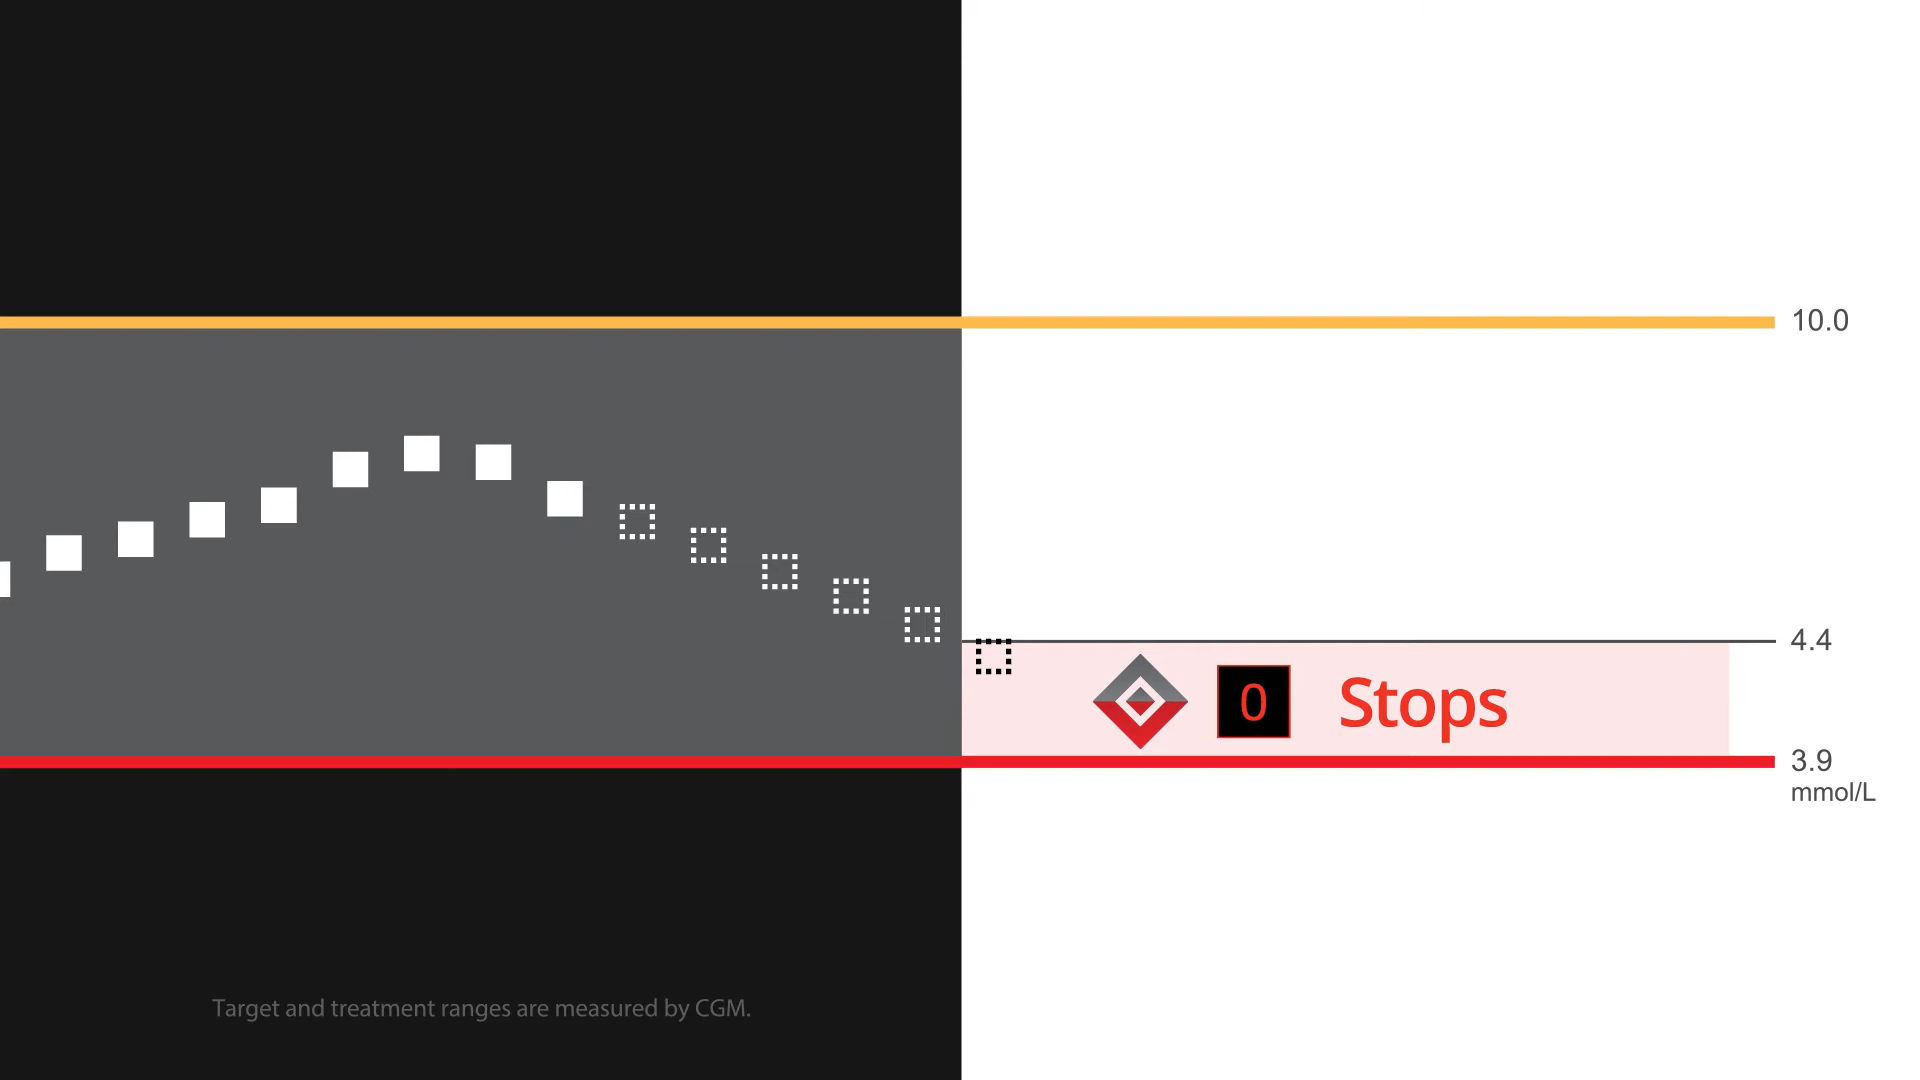 10.0
4.4
0 Stops
3.9
mmol/L
Target and treatment ranges are measured by CGM.